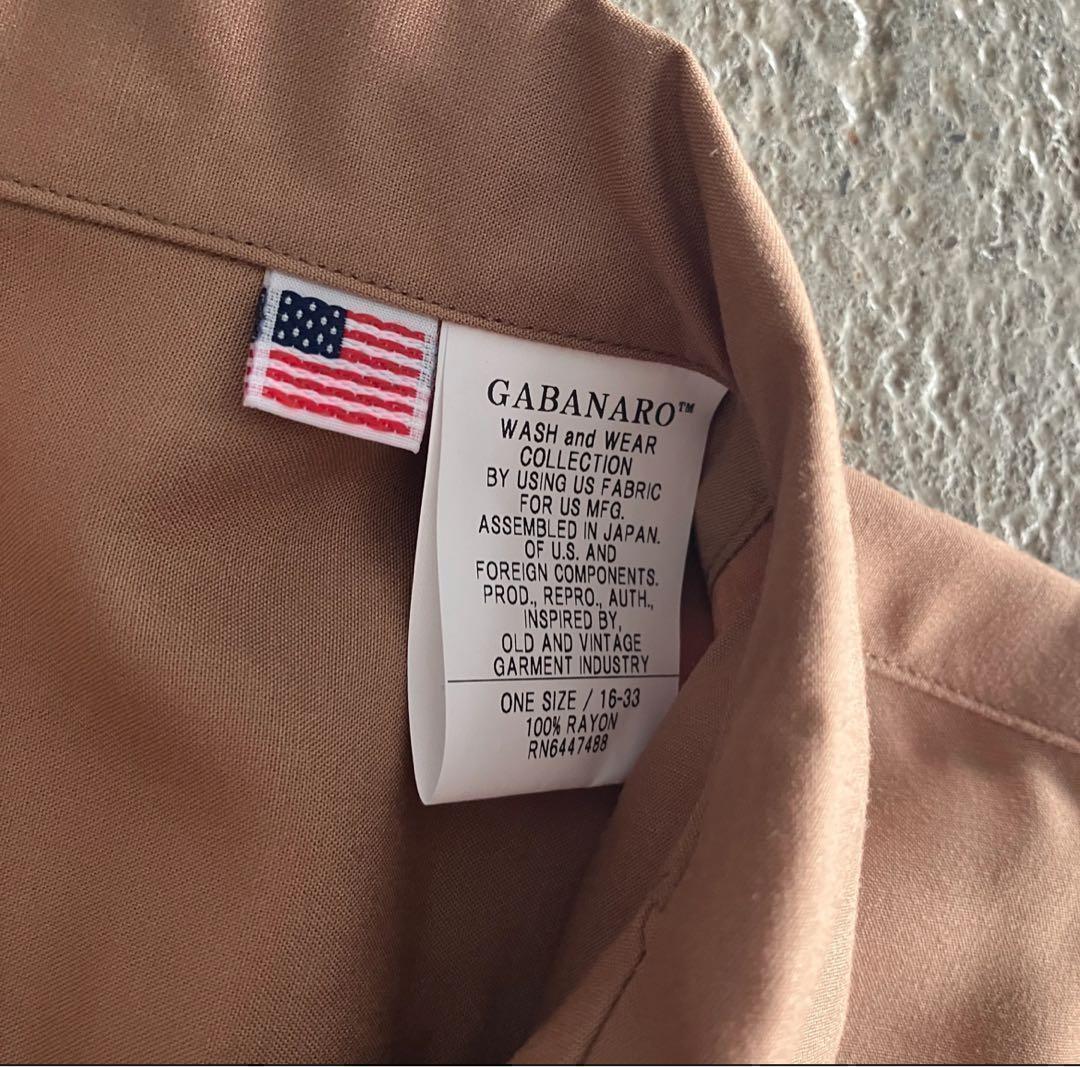 GABANARO™
WASH and WEAR
COLLECTION
BY USING US FABRIC
FOR US MFG.
ASSEMBLED IN JAPAN.
OF U.S. AND
FOREIGN COMPONENTS.
PROD., REPRO., AUTH.,
INSPIRED BY,
OLD AND VINTAGE
GARMENT INDUSTRY
ONE SIZE / 16-33
100% RAYON
RN6447488